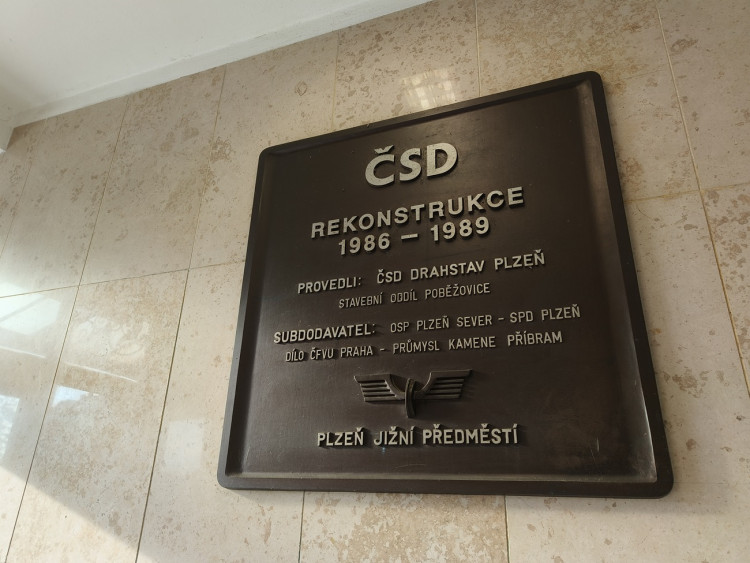 ČSD
REKONSTRUKCE
1986 – 1989
PROVEDLI: ČSD DRAHSTAV PLZEŇ
STAVEBNÍ ODDÍL POBĚŽOVICE
SUBDODAVATEL: OSP PLZEŇ SEVER – SPD PLZEŇ
DÍLO ČFVU PRAHA – PRŮMYSL KAMENE PŘÍBRAM
PLZEŇ JIŽNÍ PŘEDMĚSTÍ